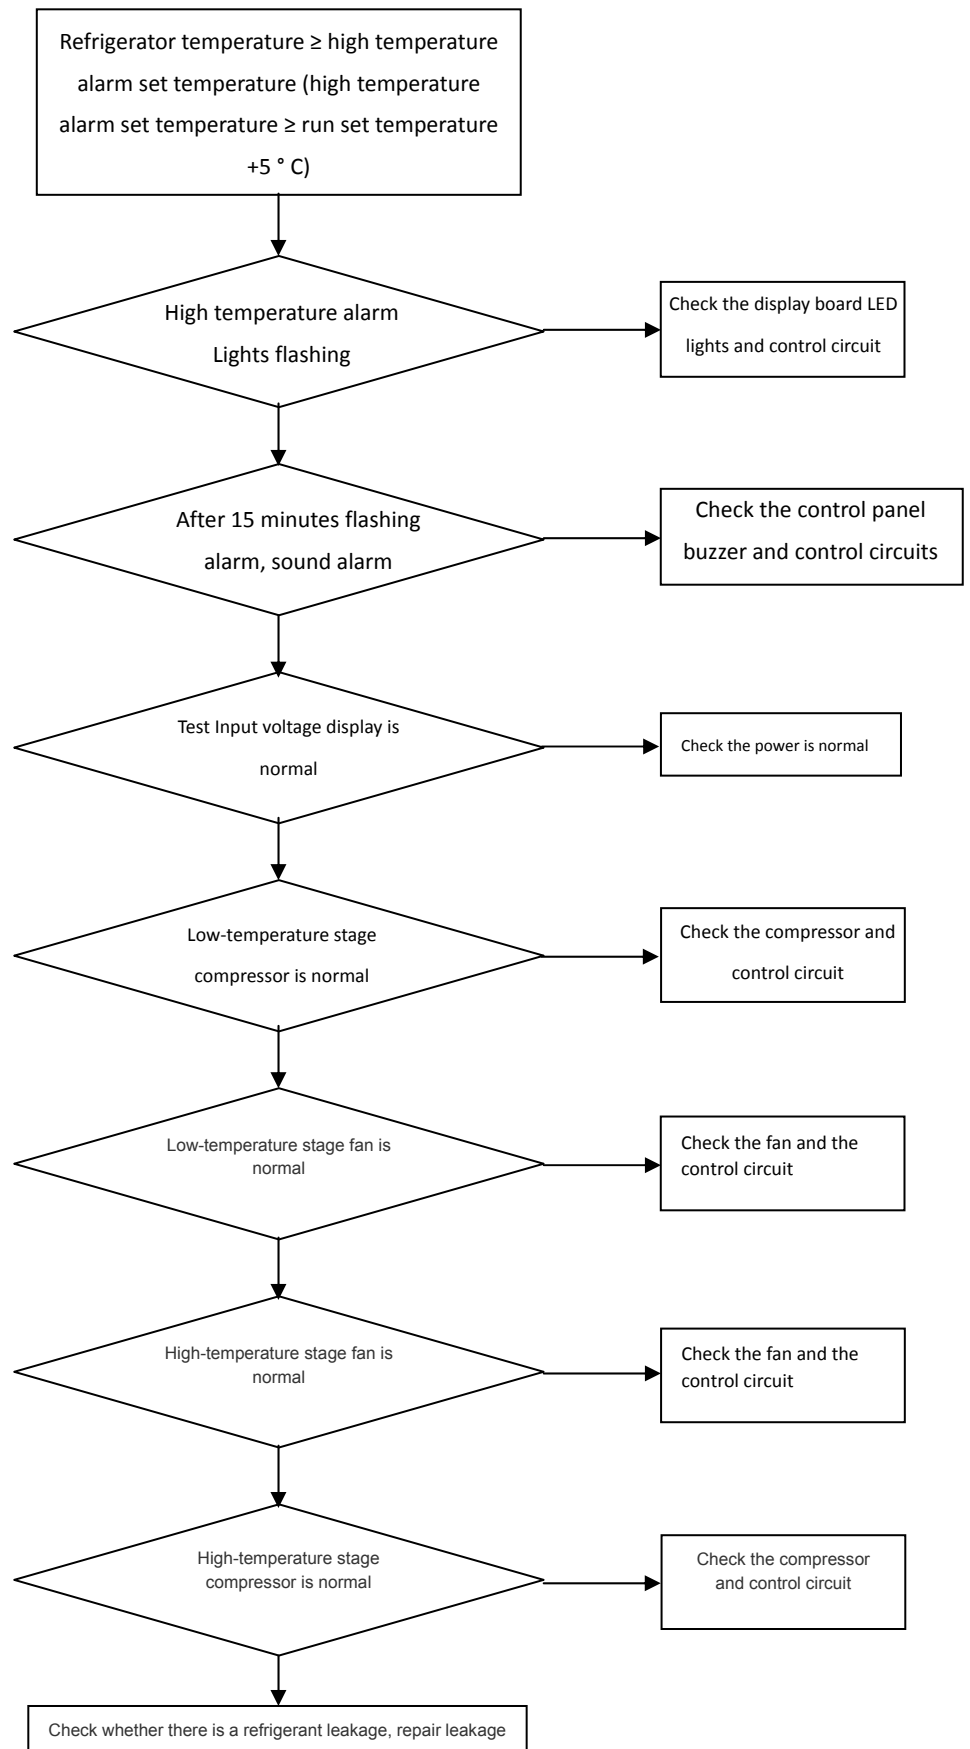 Refrigerator temperature ≥ high temperature
alarm set temperature (high temperature
alarm set temperature ≥ run set temperature
+5 ° C)
High temperature alarm
Lights flashing
Check the display board LED
lights and control circuit
After 15 minutes flashing
alarm, sound alarm
Check the control panel
buzzer and control circuits
Test Input voltage display is
normal
Check the power is normal
Low-temperature stage
compressor is normal
Check the compressor and
control circuit
Low-temperature stage fan is
normal
Check the fan and the
control circuit
High-temperature stage fan is
normal
Check the fan and the
control circuit
High-temperature stage
compressor is normal
Check the compressor
and control circuit
Check whether there is a refrigerant leakage, repair leakage